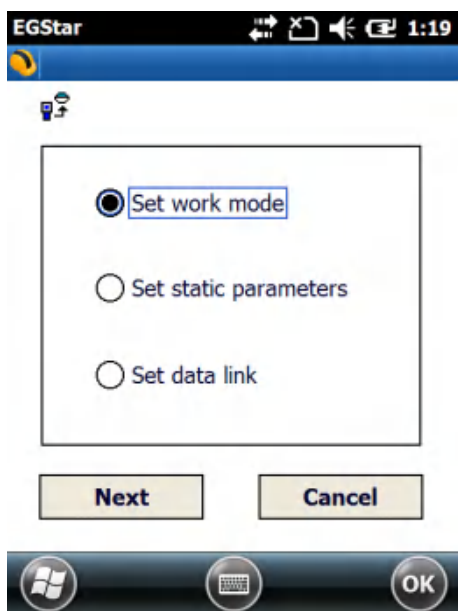 EGStar 1:19
Set work mode
Set static parameters
Set data link
Next Cancel
OK